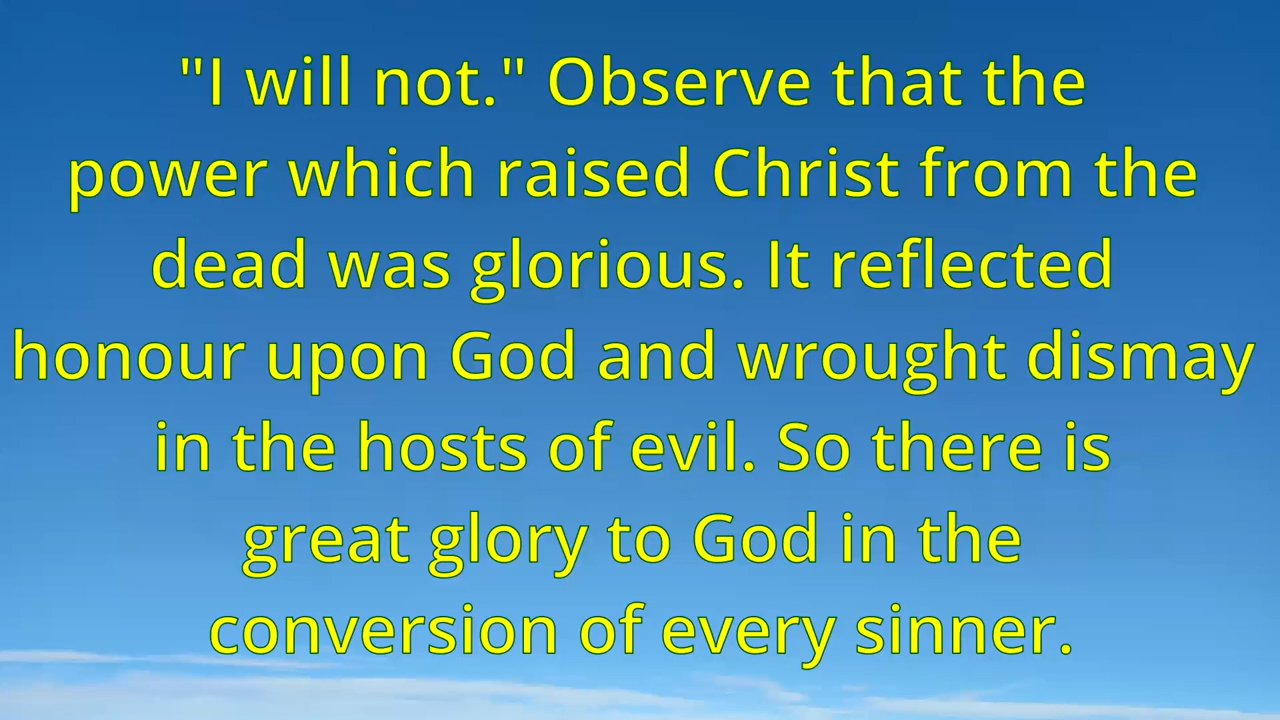 "I will not." Observe that the
power which raised Christ from the
dead was glorious. It reflected
honour upon God and wrought dismay
in the hosts of evil. So there is
great glory to God in the
conversion of every sinner.